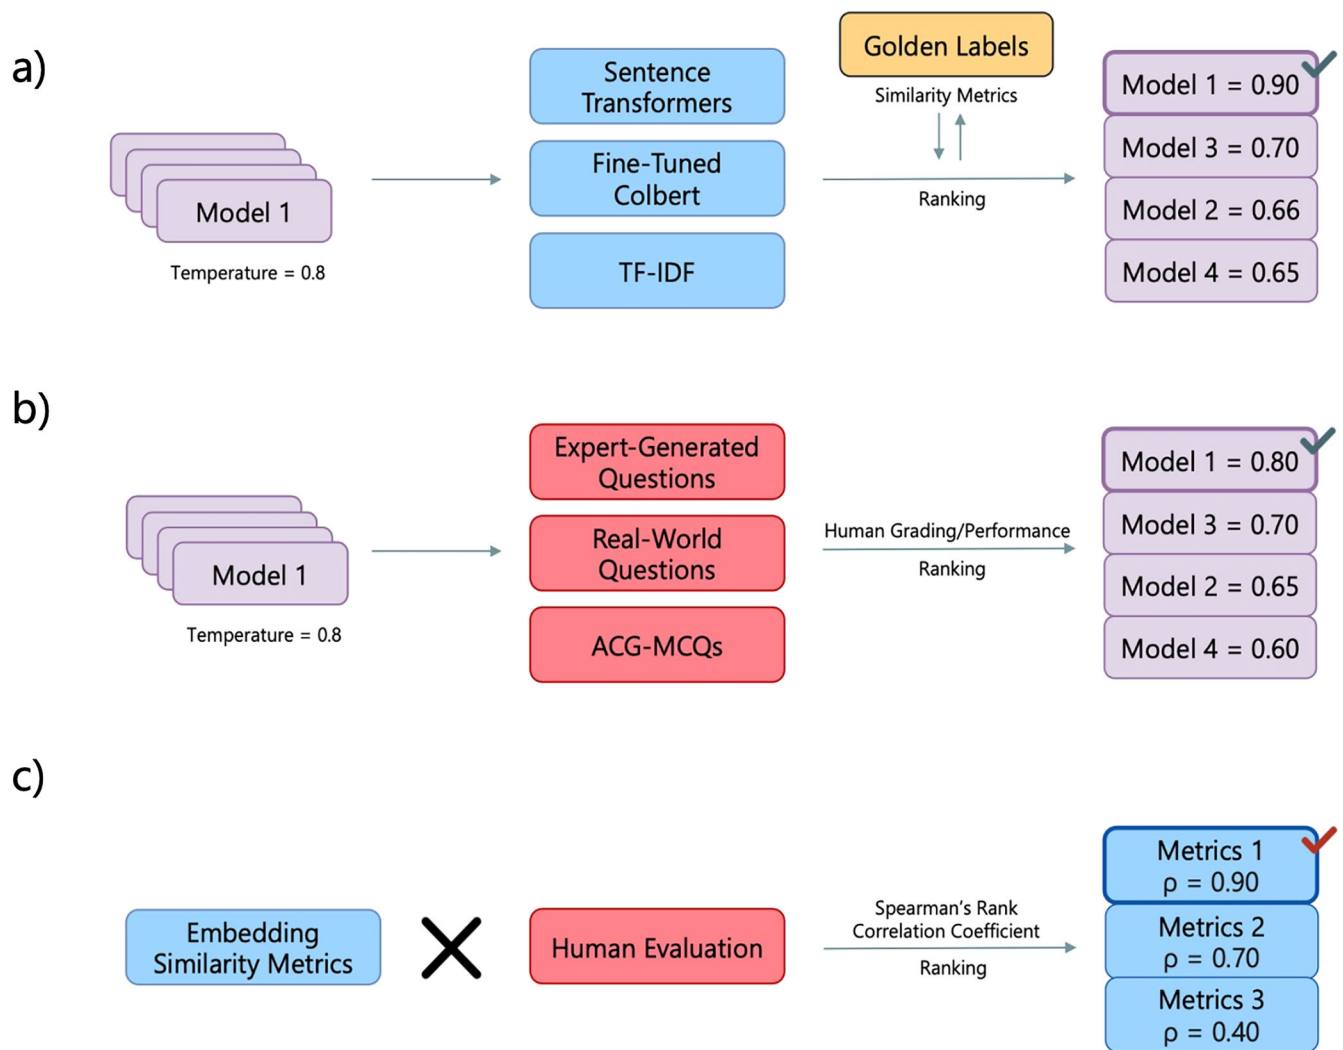 a)
Model 1
Temperature = 0.8
Sentence
Transformers
Fine-Tuned
Colbert
TF-IDF
Golden Labels
Similarity Metrics
Ranking
Model 1 = 0.90
Model 3 = 0.70
Model 2 = 0.66
Model 4 = 0.65
b)
Model 1
Temperature = 0.8
Expert-Generated
Questions
Real-World
Questions
ACG-MCQs
Human Grading/Performance
Ranking
Model 1 = 0.80
Model 3 = 0.70
Model 2 = 0.65
Model 4 = 0.60
c)
Embedding
Similarity Metrics
Human Evaluation
Spearman's Rank
Correlation Coefficient
Ranking
Metrics 1
ρ = 0.90
Metrics 2
ρ = 0.70
Metrics 3
ρ = 0.40